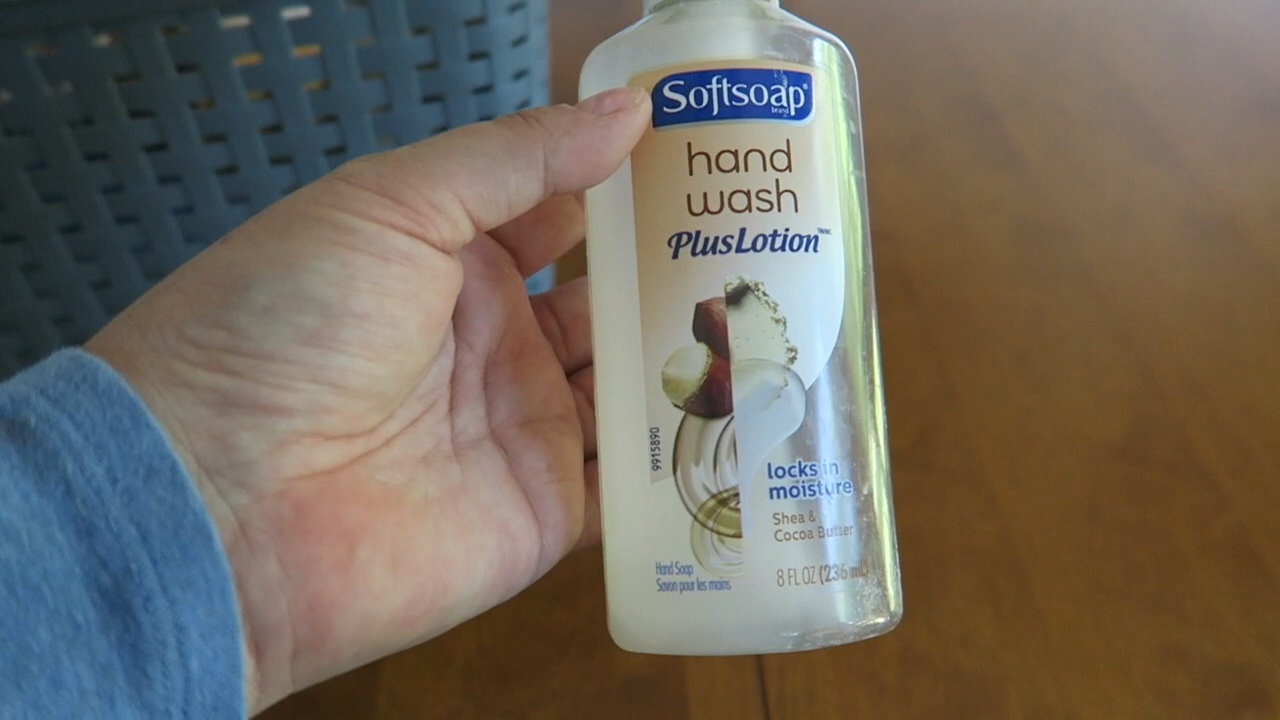 Softsoap®
brand
hand
wash
PlusLotion
9915890
locks in
moisture
Shea &
Cocoa Butter
Hand Soap
Savon pour les mains
8 FL OZ (236 mL)